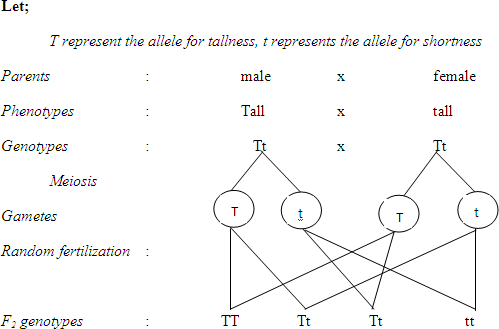 Let;
T represent the allele for tallness, t represents the allele for shortness
Parents : male x female
Phenotypes : Tall x tall
Genotypes : Tt x Tt
Meiosis
Gametes T t T t
Random fertilization :
F2 genotypes : TT Tt Tt tt